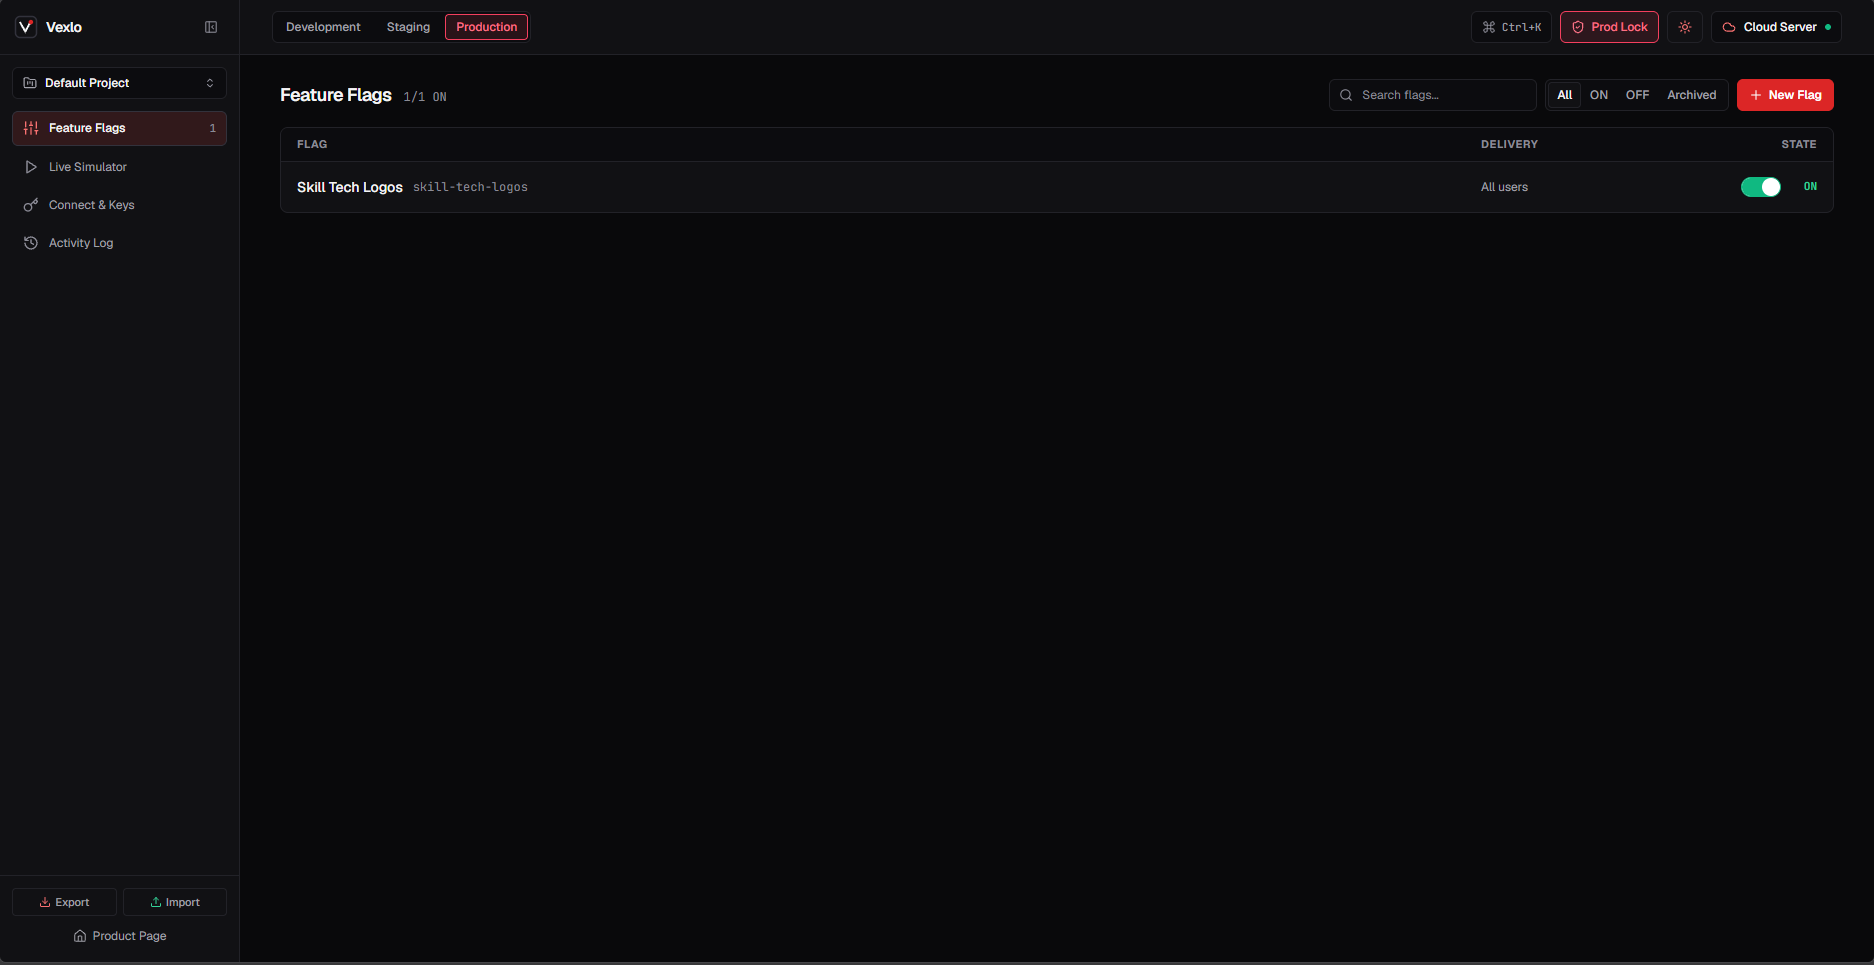 Vexlo
Development Staging Production
Ctrl+K Prod Lock Cloud Server
Default Project
Feature Flags 1
Live Simulator
Connect & Keys
Activity Log
Feature Flags 1/1 ON
Search flags... All ON OFF Archived New Flag
FLAG DELIVERY STATE
Skill Tech Logos skill-tech-logos All users ON
Export Import
Product Page